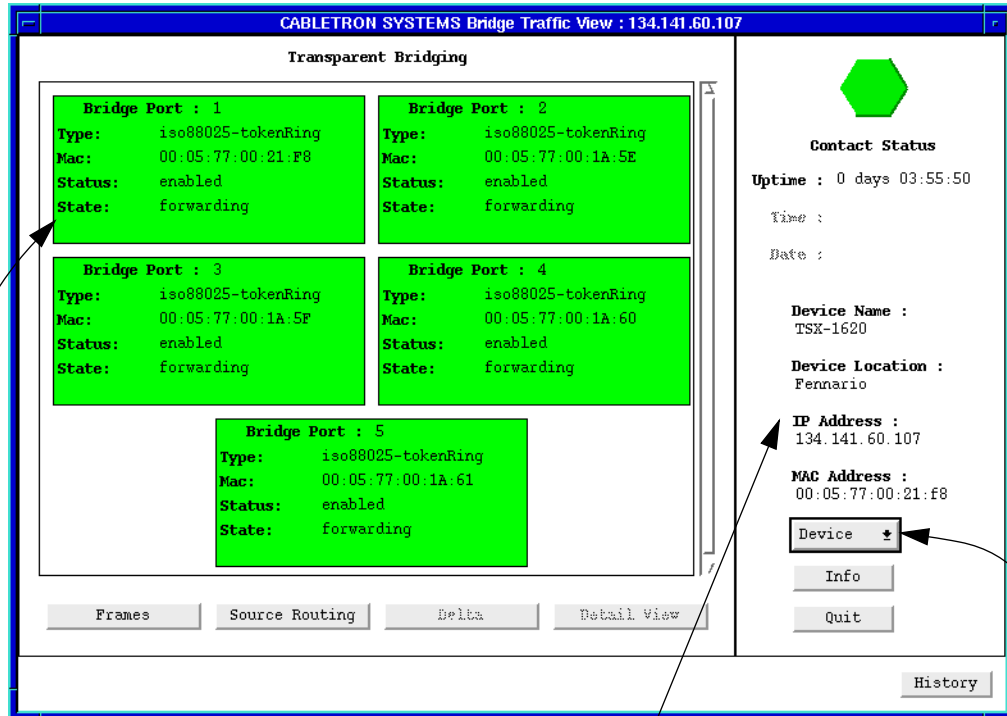 CABLETRON SYSTEMS Bridge Traffic View : 134.141.60.107
Transparent Bridging
Bridge Port : 1
Type: iso88025-tokenRing
Mac: 00:05:77:00:21:F8
Status: enabled
State: forwarding
Bridge Port : 2
Type: iso88025-tokenRing
Mac: 00:05:77:00:1A:5E
Status: enabled
State: forwarding
Bridge Port : 3
Type: iso88025-tokenRing
Mac: 00:05:77:00:1A:5F
Status: enabled
State: forwarding
Bridge Port : 4
Type: iso88025-tokenRing
Mac: 00:05:77:00:1A:60
Status: enabled
State: forwarding
Bridge Port : 5
Type: iso88025-tokenRing
Mac: 00:05:77:00:1A:61
Status: enabled
State: forwarding
Frames Source Routing Delta Detail View
Contact Status
Uptime : 0 days 03:55:50
Time :
Date :
Device Name :
TSX-1620
Device Location :
Fennario
IP Address :
134.141.60.107
MAC Address :
00:05:77:00:21:f8
Device
Info
Quit
History